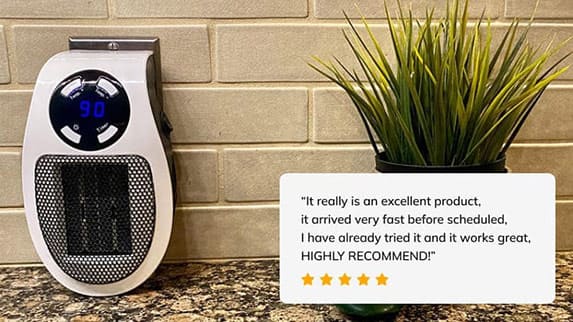 90
“It really is an excellent product,
it arrived very fast before scheduled,
I have already tried it and it works great,
HIGHLY RECOMMEND!”